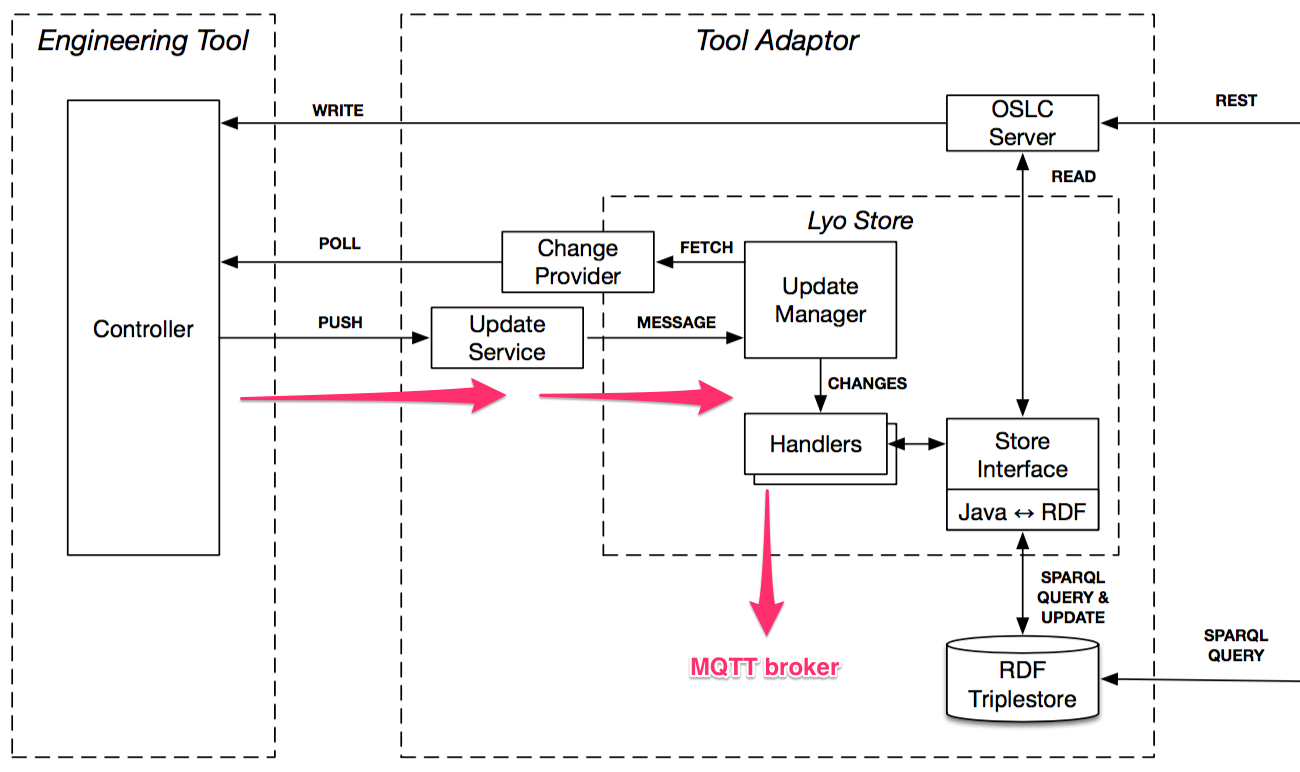 Engineering Tool
Tool Adaptor
WRITE
OSLC
Server
REST
READ
Lyo Store
POLL
Change
Provider
FETCH
Update
Manager
Controller
PUSH
Update
Service
MESSAGE
CHANGES
Handlers
Store
Interface
Java ↔ RDF
SPARQL
QUERY &
UPDATE
MQTT broker
RDF
Triplestore
SPARQL
QUERY